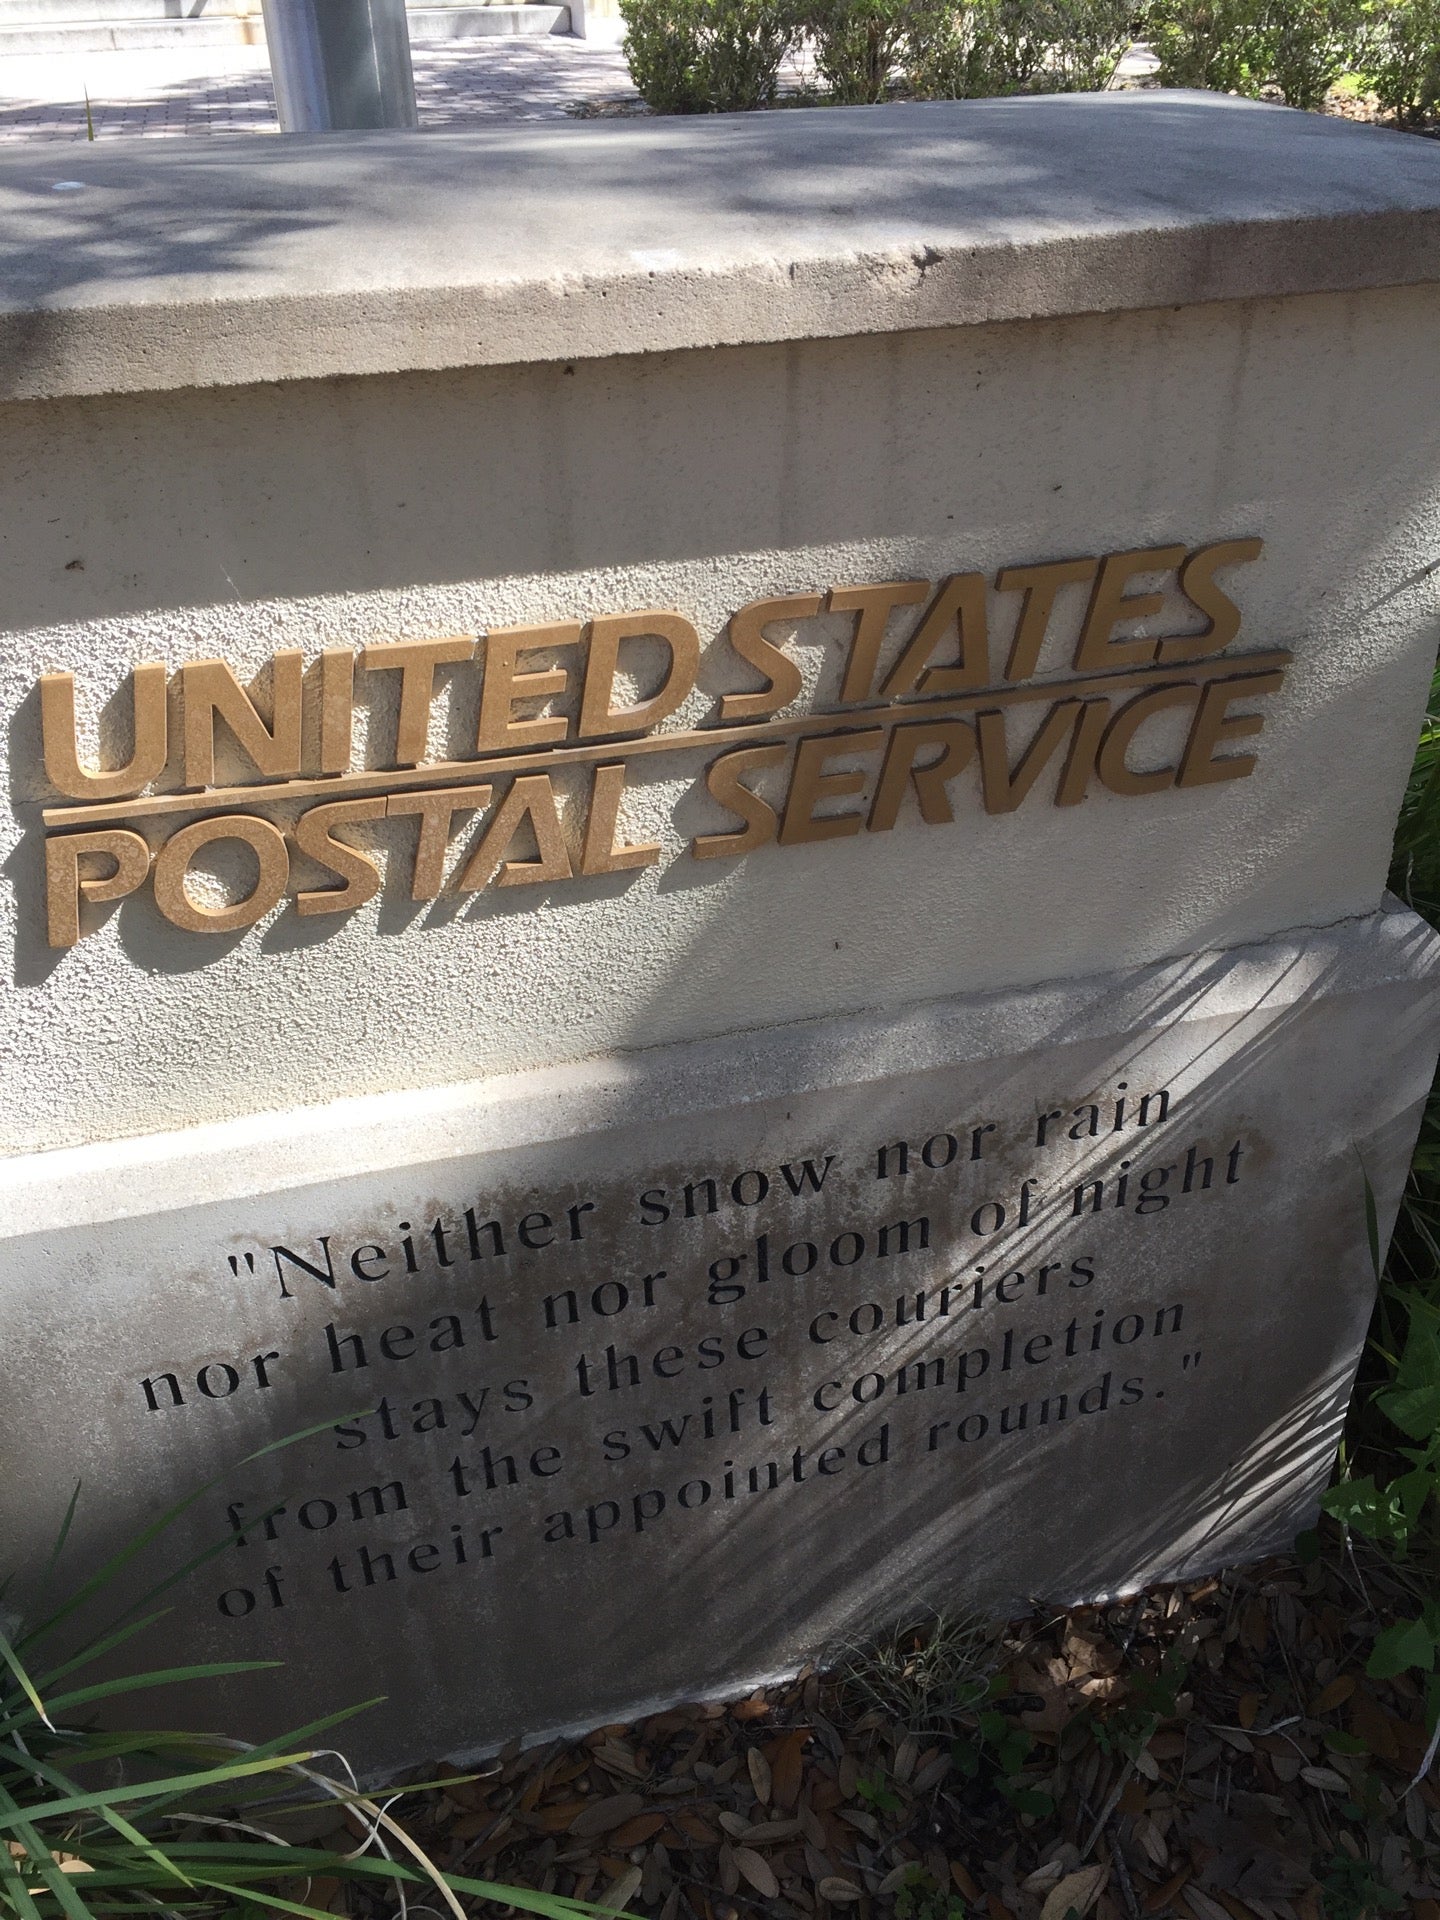 UNITED STATES
POSTAL SERVICE
"Neither snow nor rain
nor heat nor gloom of night
stays these couriers
from the swift completion
of their appointed rounds."